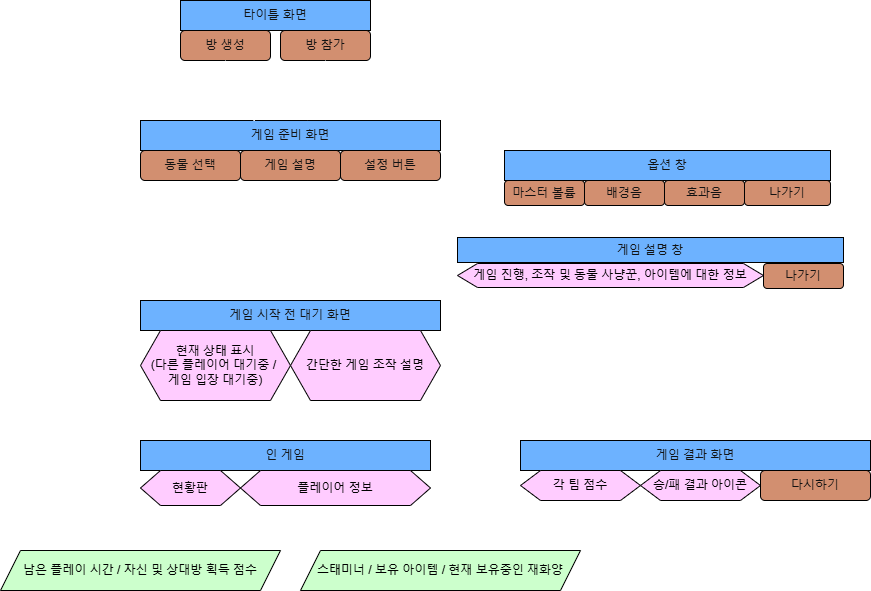 타이틀 화면
방 생성
방 참가
게임 준비 화면
동물 선택
게임 설명
설정 버튼
옵션 창
마스터 볼륨
배경음
효과음
나가기
게임 설명 창
게임 진행, 조작 및 동물 사냥꾼, 아이템에 대한 정보
나가기
게임 시작 전 대기 화면
현재 상태 표시
(다른 플레이어 대기중 /
게임 입장 대기중)
간단한 게임 조작 설명
인 게임
현황판
플레이어 정보
게임 결과 화면
각 팀 점수
승/패 결과 아이콘
다시하기
남은 플레이 시간 / 자신 및 상대방 획득 점수
스태미너 / 보유 아이템 / 현재 보유중인 재화양